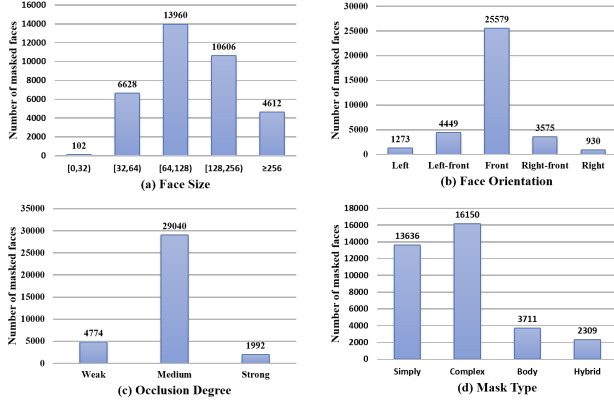 Number of masked faces
16000
14000
12000
10000
8000
6000
4000
2000
0
102
6628
13960
10606
4612
[0,32)
[32,64)
[64,128)
[128,256)
≥256
(a) Face Size
Number of masked faces
30000
25000
20000
15000
10000
5000
0
1273
4449
25579
3575
930
Left
Left-front
Front
Right-front
Right
(b) Face Orientation
Number of masked faces
35000
30000
25000
20000
15000
10000
5000
0
4774
29040
1992
Weak
Medium
Strong
(c) Occlusion Degree
Number of masked faces
18000
16000
14000
12000
10000
8000
6000
4000
2000
0
13636
16150
3711
2309
Simply
Complex
Body
Hybrid
(d) Mask Type